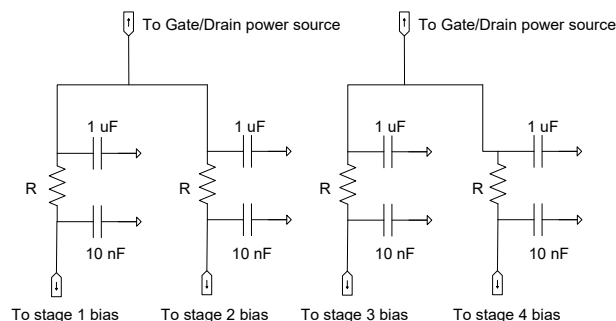 To Gate/Drain power source
To Gate/Drain power source
1 uF
1 uF
1 uF
1 uF
R
R
R
R
10 nF
10 nF
10 nF
10 nF
To stage 1 bias
To stage 2 bias
To stage 3 bias
To stage 4 bias